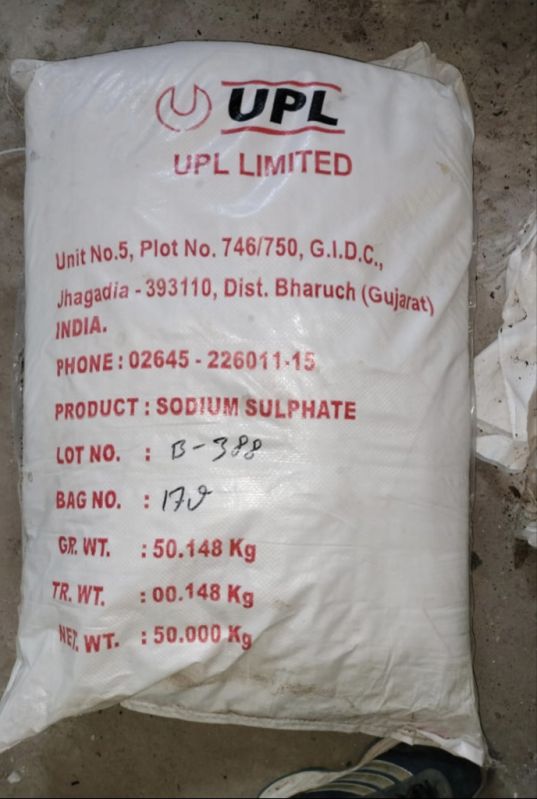 UPL
UPL LIMITED
Unit No.5, Plot No. 746/750, G.I.D.C.,
Jhagadia - 393110, Dist. Bharuch (Gujarat)
INDIA.
PHONE : 02645 - 226011-15
PRODUCT : SODIUM SULPHATE
LOT NO. : B-388
BAG NO. :
GR. WT. : 50.148 Kg
TR. WT. : 00.148 Kg
NET. WT. : 50.000 Kg